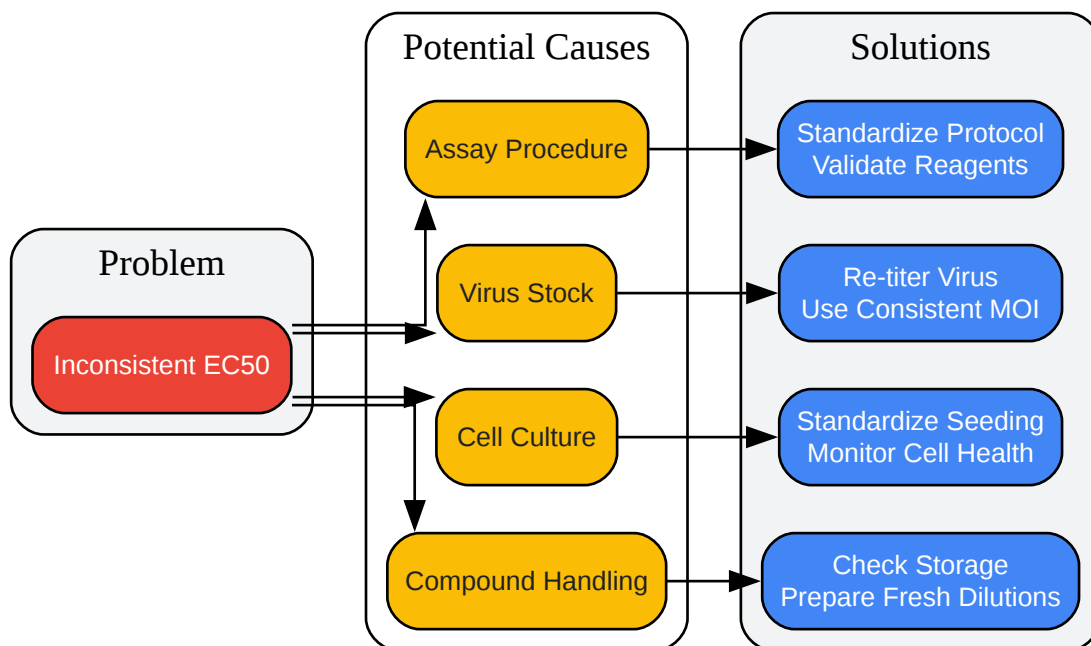 Problem
Inconsistent EC50
Potential Causes
Assay Procedure
Virus Stock
Cell Culture
Compound Handling
Solutions
Standardize Protocol
Validate Reagents
Re-titer Virus
Use Consistent MOI
Standardize Seeding
Monitor Cell Health
Check Storage
Prepare Fresh Dilutions